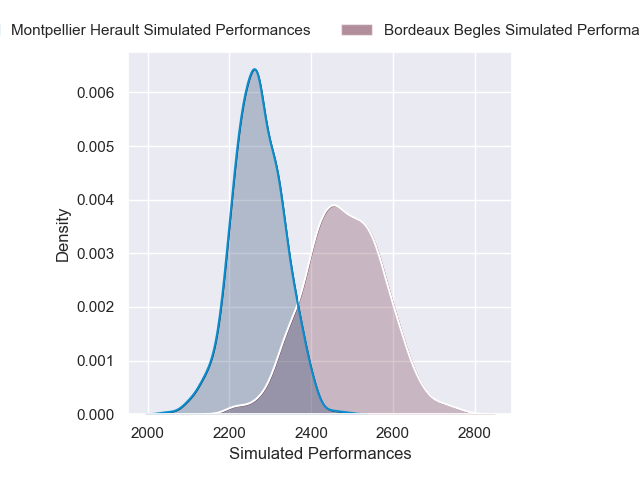 Montpellier Herault Simulated Performances
Bordeaux Begles Simulated Performa
0.006
0.005
0.004
0.003
0.002
0.001
0.000
Density
2000 2200 2400 2600 2800
Simulated Performances